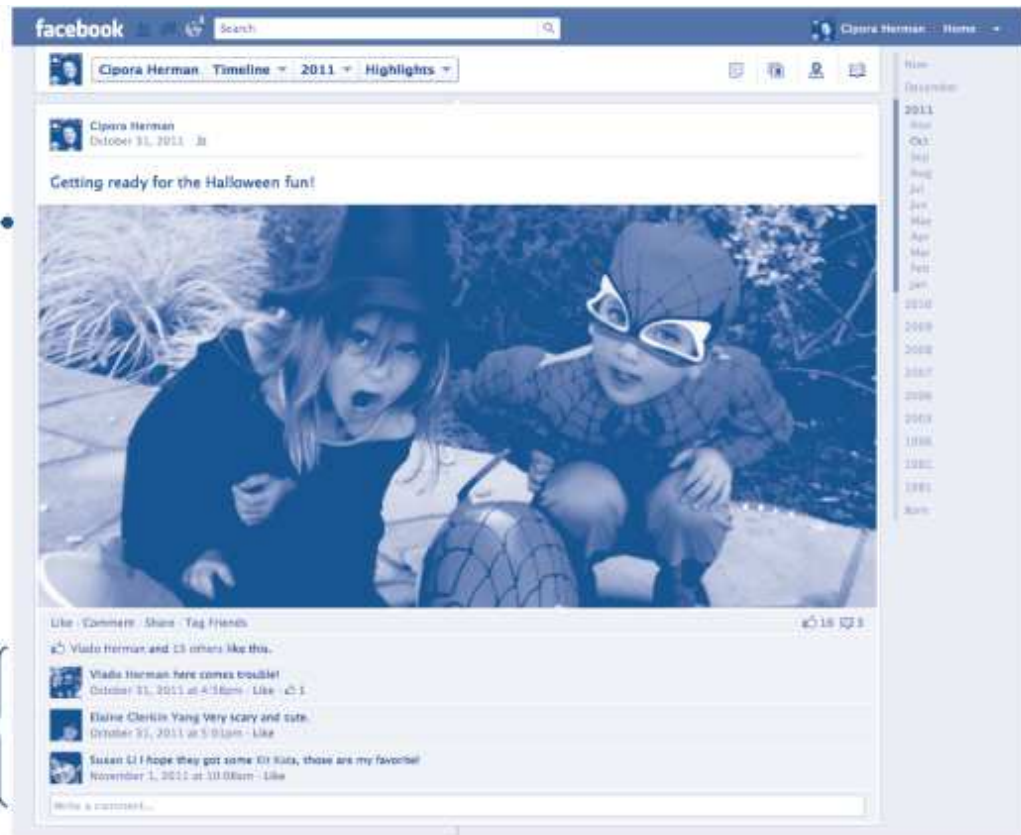 facebook
Search
Cipora Herman Home
Cipora Herman Timeline 2011 Highlights
Now
December
2011
Nov
Oct
Sep
Aug
Jul
Jun
May
Apr
Mar
Feb
Jan
2010
2009
2008
2007
2006
Born
Cipora Herman
October 31, 2011
Getting ready for the Halloween fun!
Like · Comment · Share · Tag Friends
16 3
Vlado Herman and 15 others like this.
Vlado Herman here comes trouble!
October 31, 2011 at 4:58pm · Like · 1
Elaine Clerkin Yang Very scary and cute.
October 31, 2011 at 5:01pm · Like
Susan Li I hope they got some Kit Kats, those are my favorite!
November 1, 2011 at 10:08am · Like
Write a comment...